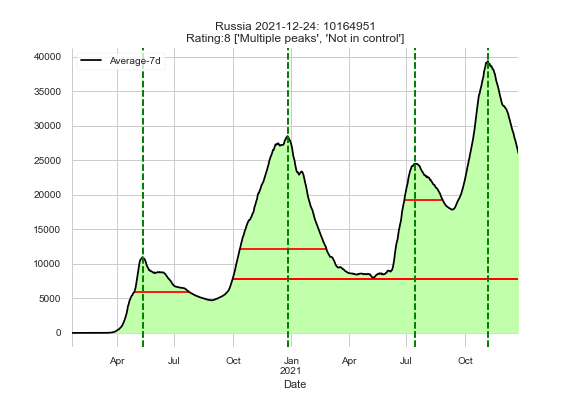 Russia 2021-12-24: 10164951
Rating:8 ['Multiple peaks', 'Not in control']
Average-7d
40000
35000
30000
25000
20000
15000
10000
5000
0
Apr Jul Oct Jan Apr Jul Oct
2021
Date